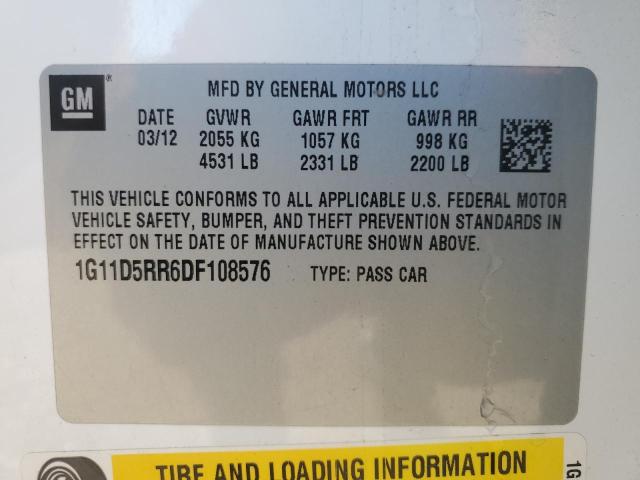 GM
MFD BY GENERAL MOTORS LLC
DATE GVWR GAWR FRT GAWR RR
03/12 2055 KG 1057 KG 998 KG
4531 LB 2331 LB 2200 LB
THIS VEHICLE CONFORMS TO ALL APPLICABLE U.S. FEDERAL MOTOR
VEHICLE SAFETY, BUMPER, AND THEFT PREVENTION STANDARDS IN
EFFECT ON THE DATE OF MANUFACTURE SHOWN ABOVE.
1G11D5RR6DF108576 TYPE: PASS CAR
TIRE AND LOADING INFORMATION
1G